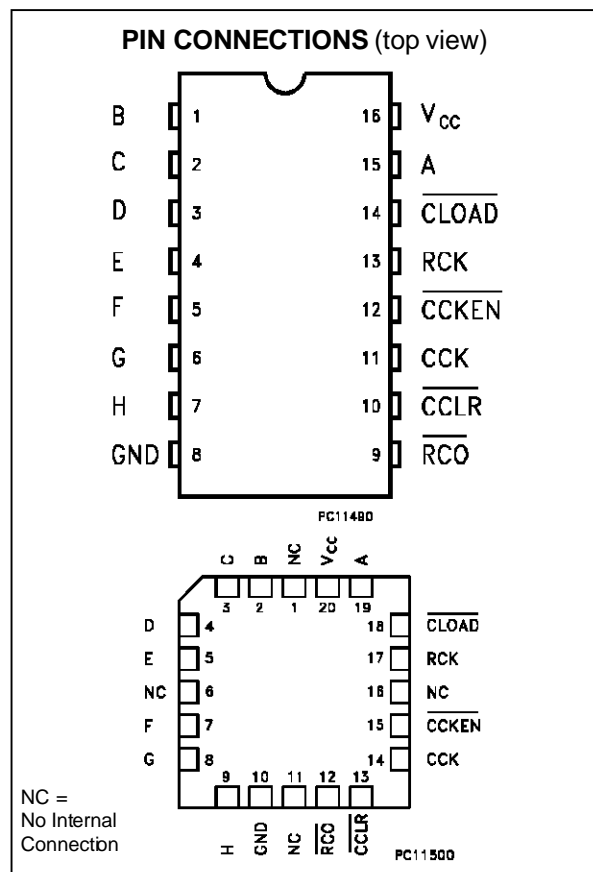 PIN CONNECTIONS (top view)
B 1 16 VCC
C 2 15 A
D 3 14 CLOAD
E 4 13 RCK
F 5 12 CCKEN
G 6 11 CCK
H 7 10 CCLR
GND 8 9 RCO
PC11490
C B NC VCC A
3 2 1 20 19
D 4 18 CLOAD
E 5 17 RCK
NC 6 16 NC
F 7 15 CCKEN
G 8 14 CCK
9 10 11 12 13
H GND NC RCO CCLR
NC =
No Internal
Connection
PC11500